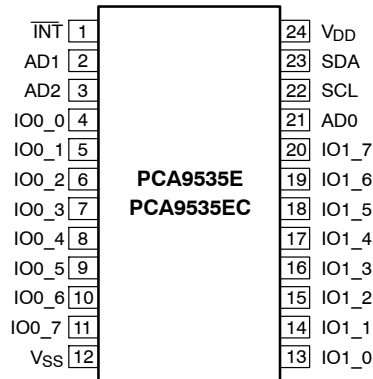 I̅N̅T̅ 1 24 VDD
AD1 2 23 SDA
AD2 3 22 SCL
IO0_0 4 21 AD0
IO0_1 5 20 IO1_7
IO0_2 6 PCA9535E 19 IO1_6
IO0_3 7 PCA9535EC 18 IO1_5
IO0_4 8 17 IO1_4
IO0_5 9 16 IO1_3
IO0_6 10 15 IO1_2
IO0_7 11 14 IO1_1
VSS 12 13 IO1_0